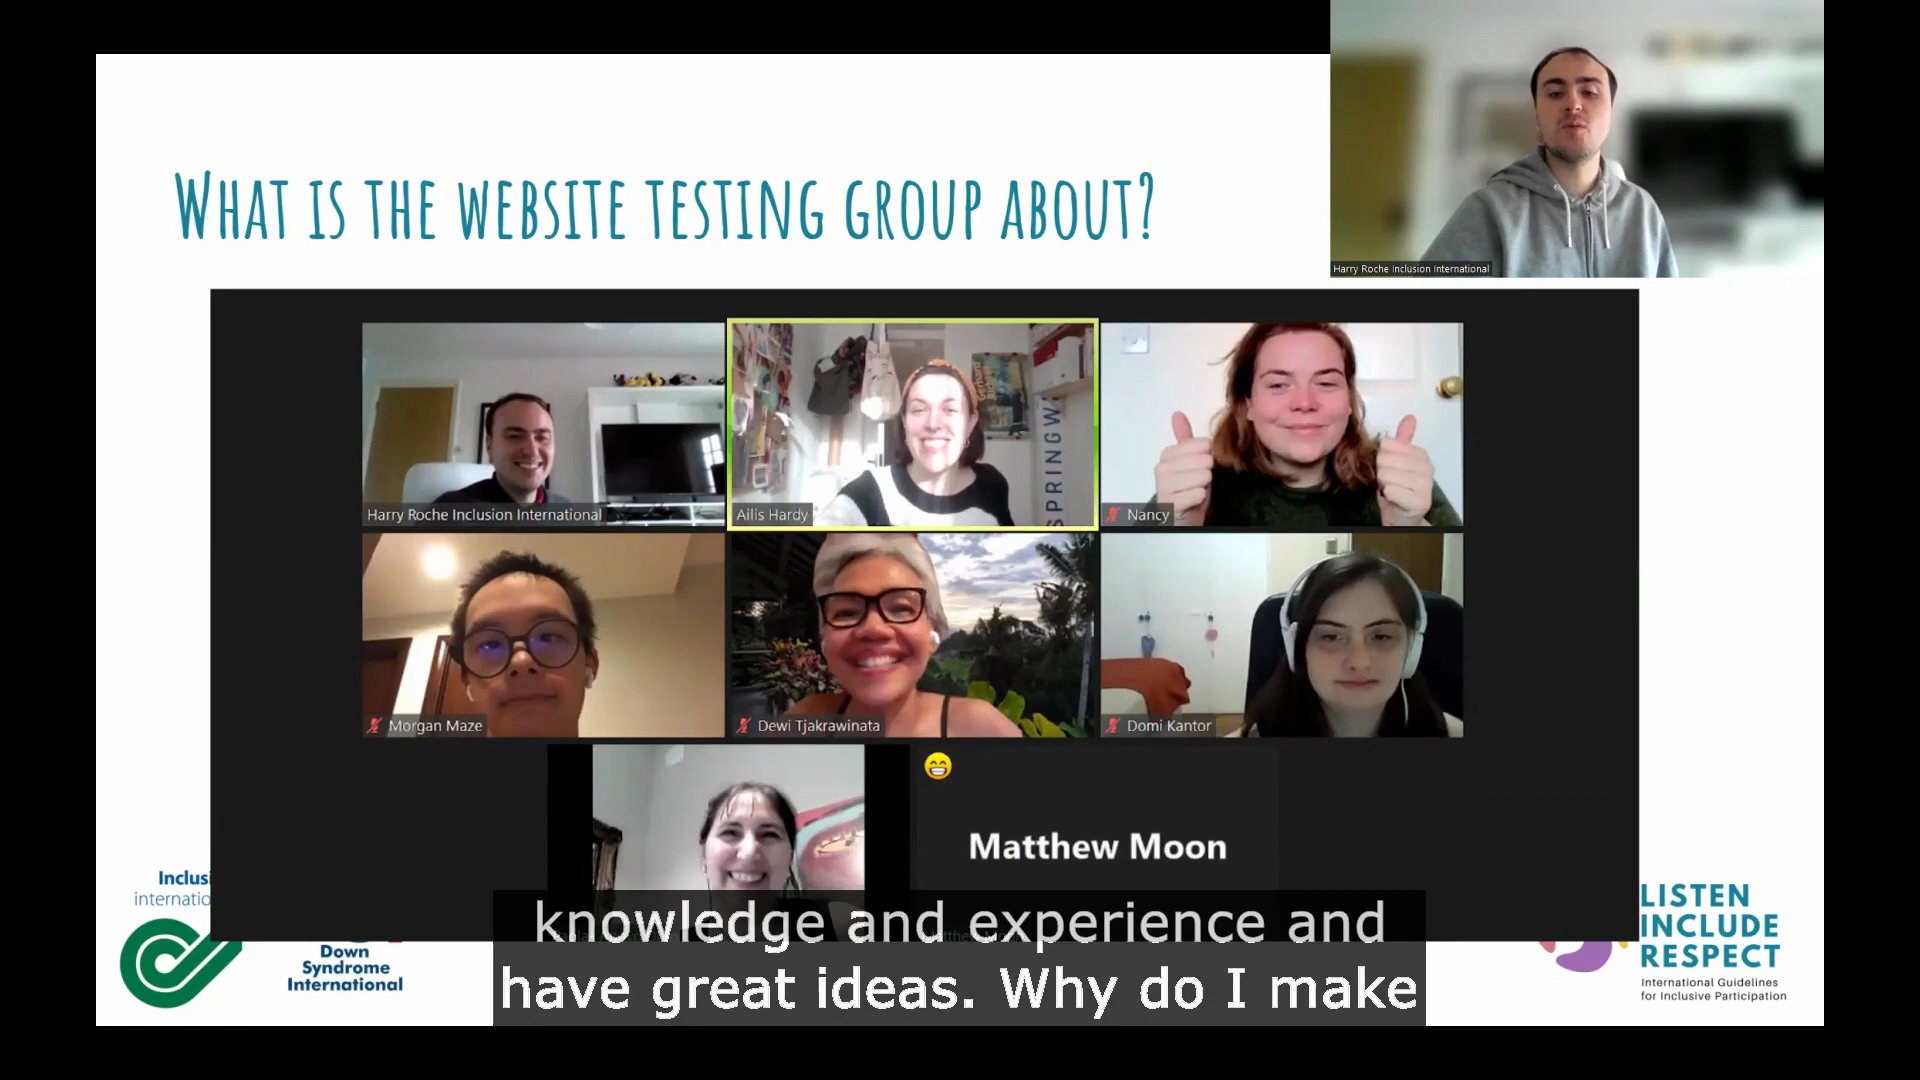 WHAT IS THE WEBSITE TESTING GROUP ABOUT?
Harry Roche Inclusion International
Harry Roche Inclusion International
Ailis Hardy
SPRINGW
Nancy
Morgan Maze
Dewi Tjakrawinata
Domi Kantor
Matthew Moon
knowledge and experience and
have great ideas. Why do I make
Inclusi
internatio
Down
Syndrome
International
LISTEN
INCLUDE
RESPECT
International Guidelines
for Inclusive Participation